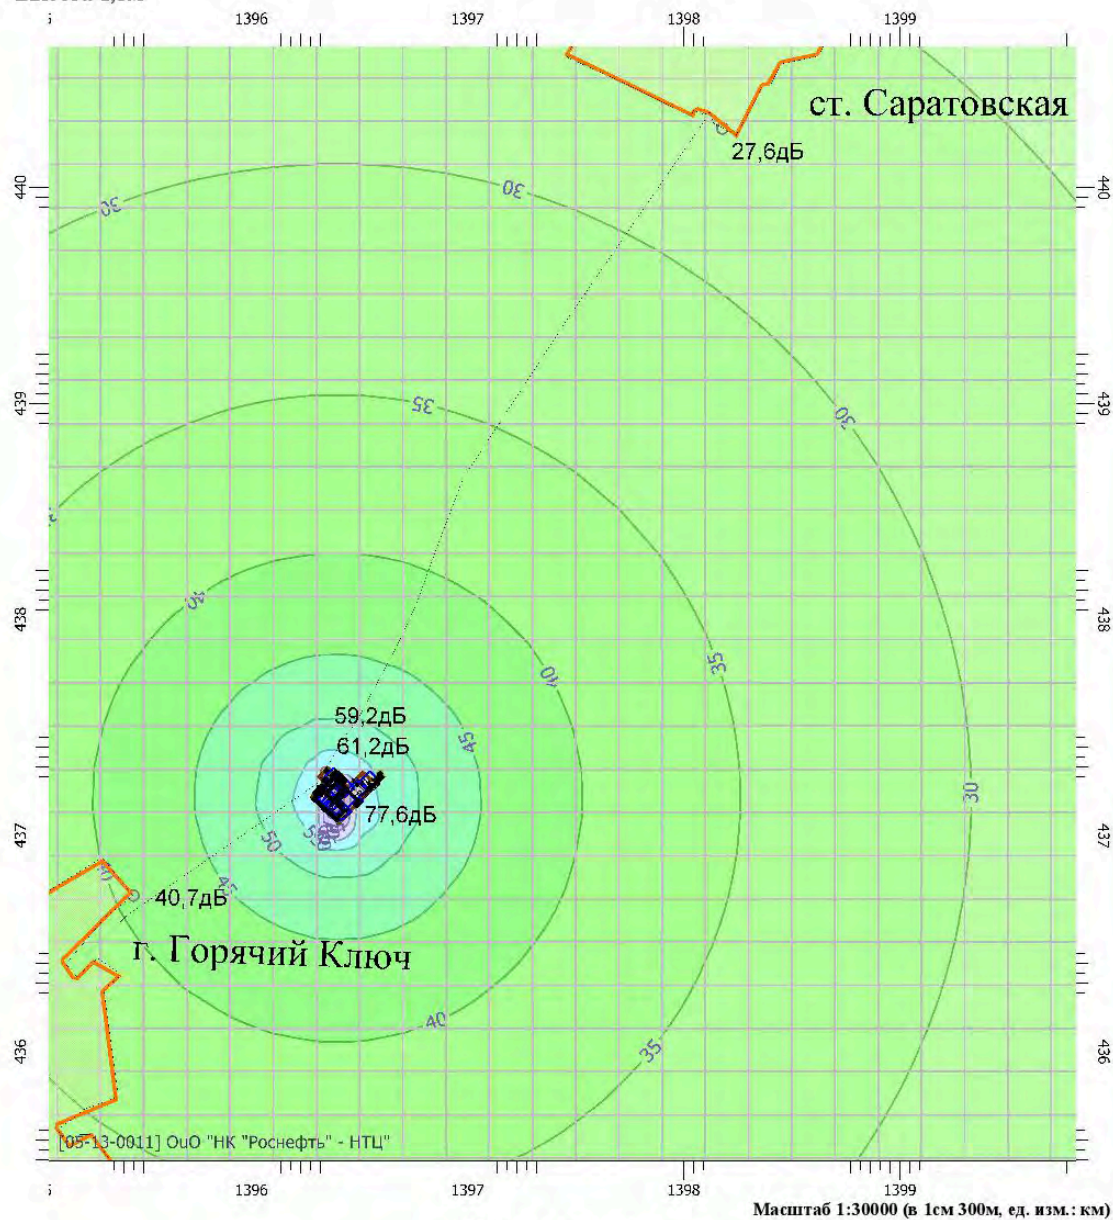 1396 1397 1398 1399
ст. Саратовская
27,6дБ
440 30 30 440
439 35 30 439
438 40 35 438
45
59,2дБ
61,2дБ
77,6дБ
30
437 50 437
40 45
40,7дБ
г. Горячий Ключ
40
436 35 436
[05-13-0011] ОиО "НК "Роснефть" - НТЦ"
1396 1397 1398 1399
Масштаб 1:30000 (в 1см 300м, ед. изм.: км)